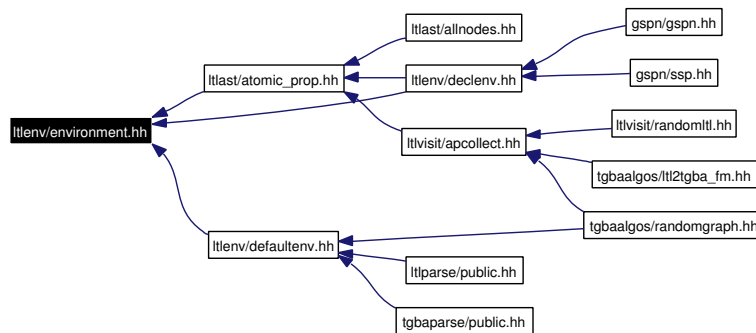 ltlenv/environment.hh
ltlast/atomic_prop.hh
ltlast/allnodes.hh
ltlenv/declenv.hh
gspn/gspn.hh
gspn/ssp.hh
ltlvisit/apcollect.hh
ltlvisit/randomltl.hh
tgbaalgos/ltl2tgba_fm.hh
tgbaalgos/randomgraph.hh
ltlenv/defaultenv.hh
ltlparse/public.hh
tgbaparse/public.hh